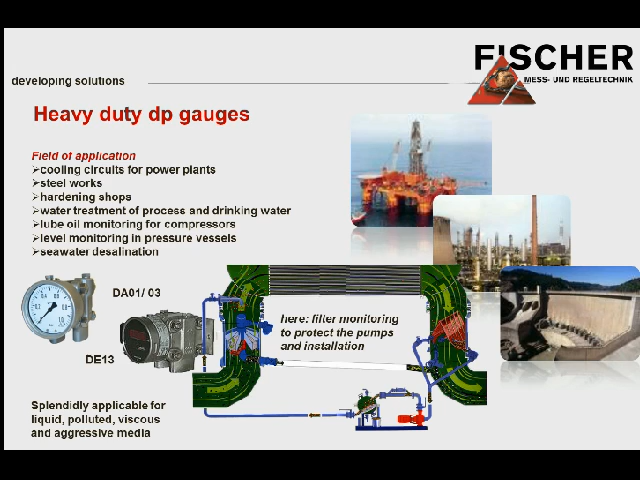 FISCHER
MESS- UND REGELTECHNIK
developing solutions
Heavy duty dp gauges
Field of application
➢cooling circuits for power plants
➢steel works
➢hardening shops
➢water treatment of process and drinking water
➢lube oil monitoring for compressors
➢level monitoring in pressure vessels
➢seawater desalination
DA01/ 03
here: filter monitoring
to protect the pumps
and installation
DE13
Splendidly applicable for
liquid, polluted, viscous
and aggressive media